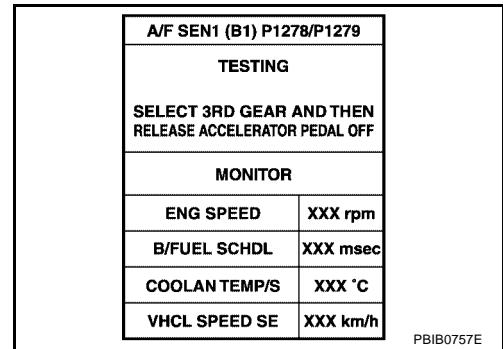 A/F SEN1 (B1) P1278/P1279
TESTING
SELECT 3RD GEAR AND THEN
RELEASE ACCELERATOR PEDAL OFF
MONITOR
ENG SPEED XXX rpm
B/FUEL SCHDL XXX msec
COOLAN TEMP/S XXX °C
VHCL SPEED SE XXX km/h
PBIB0757E